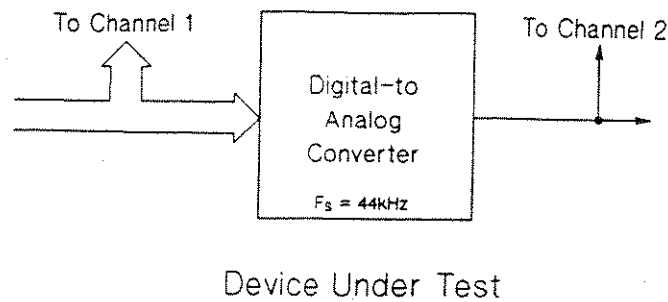 To Channel 1
To Channel 2
Digital-to
Analog
Converter
Fs = 44kHz
Device Under Test